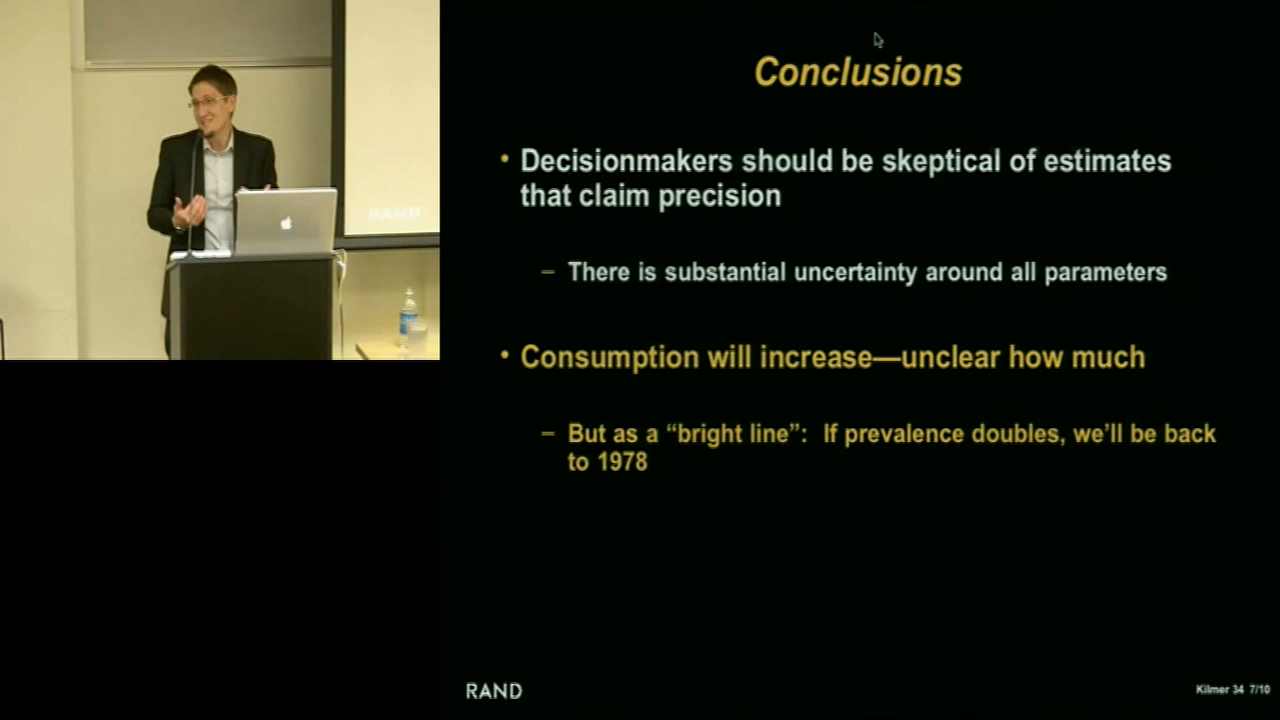 Conclusions
• Decisionmakers should be skeptical of estimates
that claim precision
– There is substantial uncertainty around all parameters
• Consumption will increase—unclear how much
– But as a “bright line”: If prevalence doubles, we’ll be back
to 1978
RAND
RAND
Kilmer 34 7/10